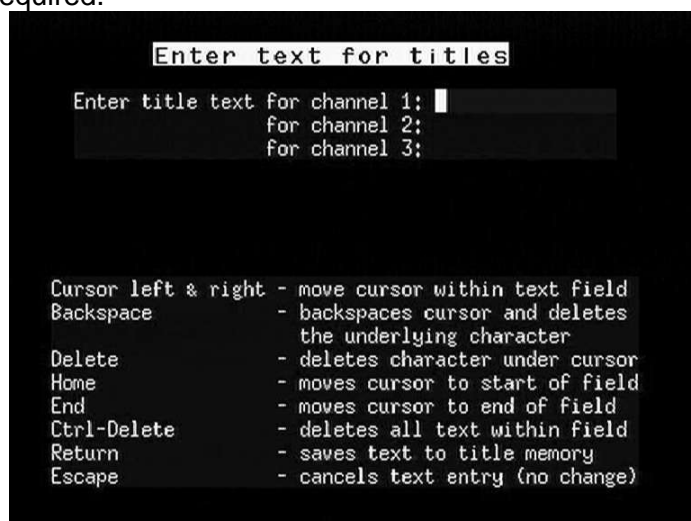 equired.
Enter text for titles
Enter title text for channel 1:
for channel 2:
for channel 3:
Cursor left & right - move cursor within text field
Backspace - backspaces cursor and deletes
the underlying character
Delete - deletes character under cursor
Home - moves cursor to start of field
End - moves cursor to end of field
Ctrl-Delete - deletes all text within field
Return - saves text to title memory
Escape - cancels text entry (no change)